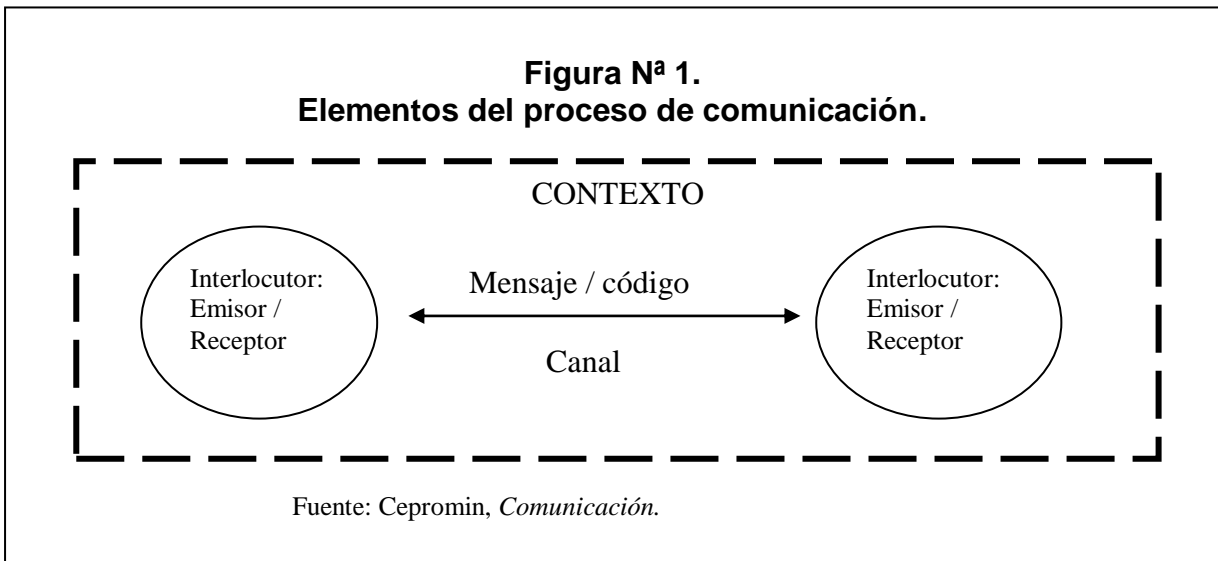 Figura Nª 1.
Elementos del proceso de comunicación.
CONTEXTO
Interlocutor:
Emisor /
Receptor
Mensaje / código
Canal
Interlocutor:
Emisor /
Receptor
Fuente: Cepromin, Comunicación.